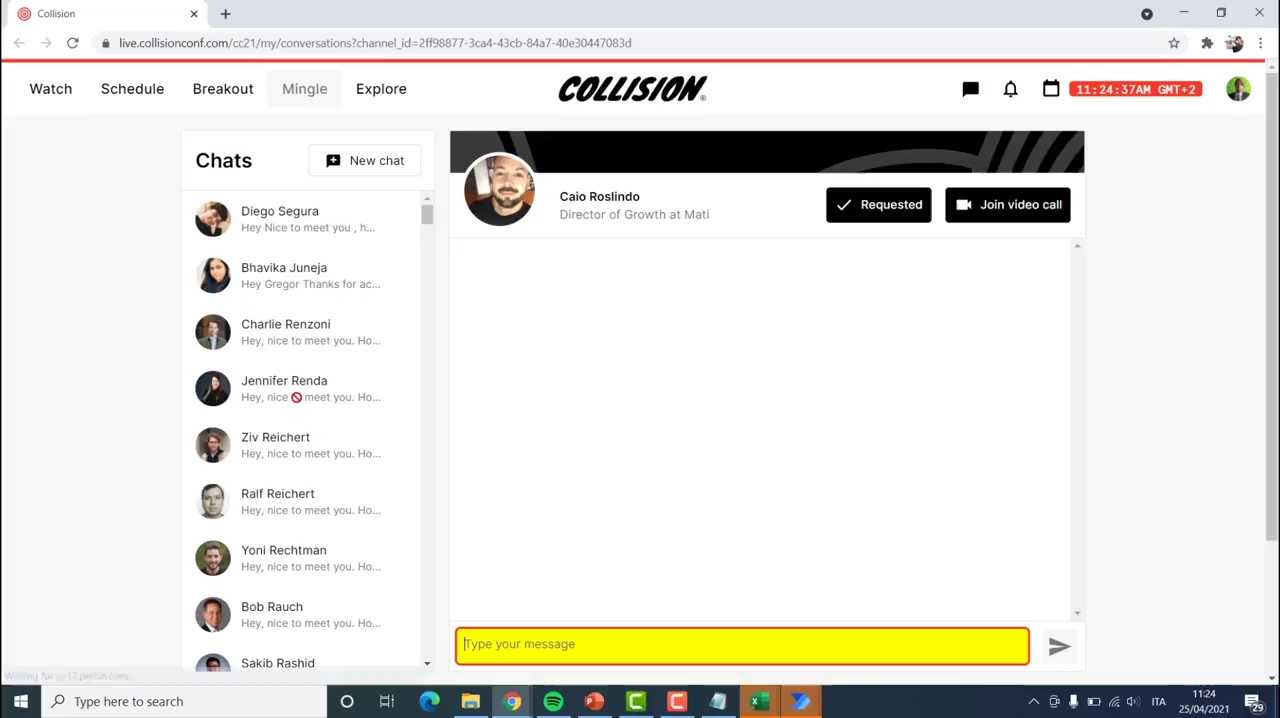 Collision
live.collisionconf.com/cc21/my/conversations?channel_id=2ff98877-3ca4-43cb-84a7-40e30447083d
Watch
Schedule
Breakout
Mingle
Explore
COLLISION
11:24:37AM GMT+2
Chats
New chat
Diego Segura
Hey Nice to meet you , h...
Bhavika Juneja
Hey Gregor Thanks for ac...
Charlie Renzoni
Hey, nice to meet you. Ho...
Jennifer Renda
Hey, nice meet you. Ho...
Ziv Reichert
Hey, nice to meet you. Ho...
Ralf Reichert
Hey, nice to meet you. Ho...
Yoni Rechtman
Hey, nice to meet you. Ho...
Bob Rauch
Hey, nice to meet you. Ho...
Sakib Rashid
Caio Roslindo
Director of Growth at Mati
Requested
Join video call
Type your message
Type here to search
ITA
11:24
25/04/2021
29